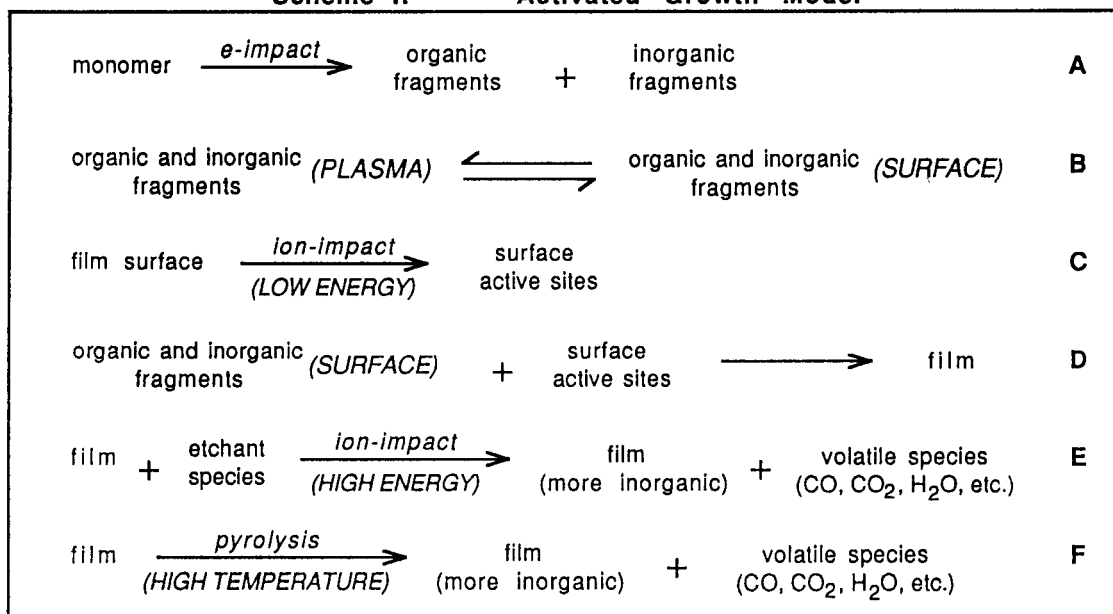 Scheme I. Activated Growth Model
monomer e-impact organic fragments + inorganic fragments A
organic and inorganic fragments (PLASMA) organic and inorganic fragments (SURFACE) B
film surface ion-impact (LOW ENERGY) surface active sites C
organic and inorganic fragments (SURFACE) + surface active sites film D
film + etchant species ion-impact (HIGH ENERGY) film (more inorganic) + volatile species (CO, CO₂, H₂O, etc.) E
film pyrolysis (HIGH TEMPERATURE) film (more inorganic) + volatile species (CO, CO₂, H₂O, etc.) F